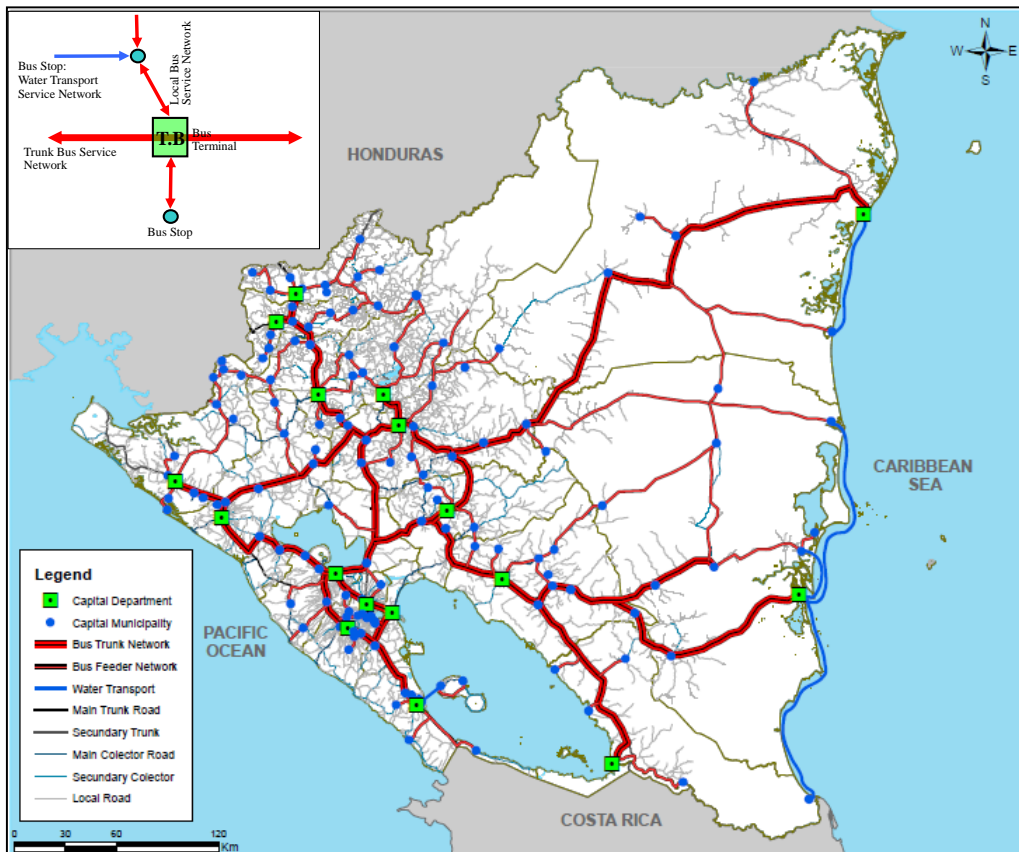 Bus Stop:
Water Transport
Service Network
Local Bus
Service Network
T.B
Bus
Terminal
Trunk Bus Service
Network
Bus Stop
N
W
E
S
HONDURAS
CARIBBEAN
SEA
PACIFIC
OCEAN
COSTA RICA
Legend
Capital Department
Capital Municipality
Bus Trunk Network
Bus Feeder Network
Water Transport
Main Trunk Road
Secundary Trunk
Main Colector Road
Secundary Colector
Local Road
0 30 60 120
Km